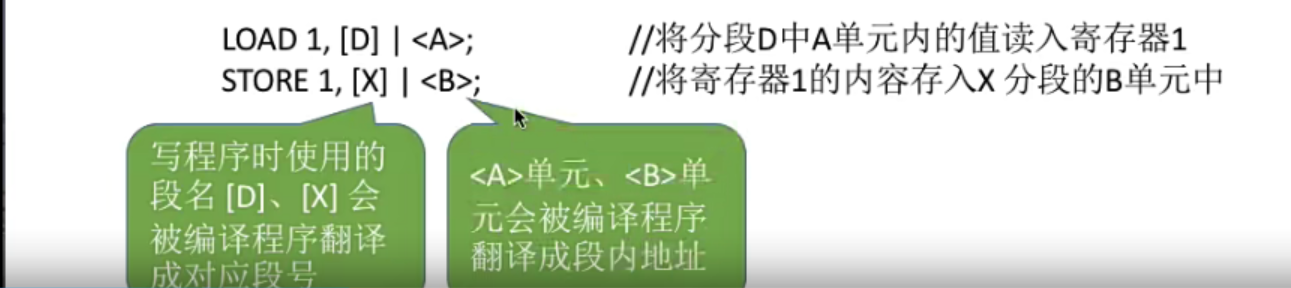 LOAD 1, [D] | <A>; //将分段D中A单元内的值读入寄存器1
STORE 1, [X] | <B>; //将寄存器1的内容存入X 分段的B单元中
写程序时使用的
段名 [D]、[X] 会
被编译程序翻译
成对应段号
<A>单元、<B>单
元会被编译程序
翻译成段内地址